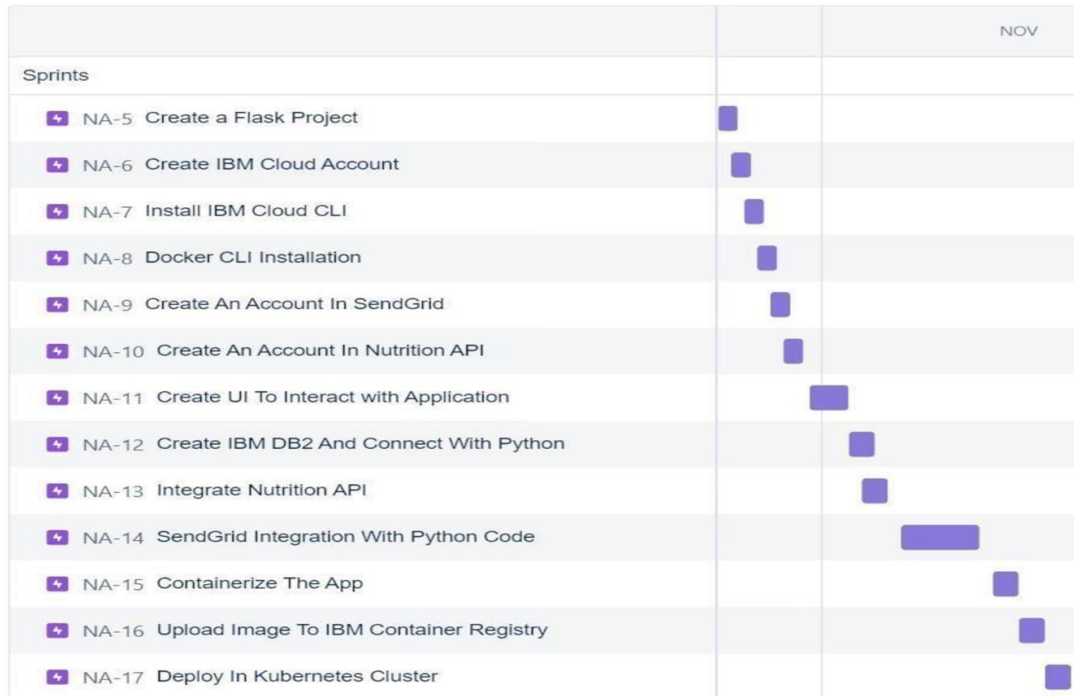 NOV
Sprints
NA-5 Create a Flask Project
NA-6 Create IBM Cloud Account
NA-7 Install IBM Cloud CLI
NA-8 Docker CLI Installation
NA-9 Create An Account In SendGrid
NA-10 Create An Account In Nutrition API
NA-11 Create UI To Interact with Application
NA-12 Create IBM DB2 And Connect With Python
NA-13 Integrate Nutrition API
NA-14 SendGrid Integration With Python Code
NA-15 Containerize The App
NA-16 Upload Image To IBM Container Registry
NA-17 Deploy In Kubernetes Cluster